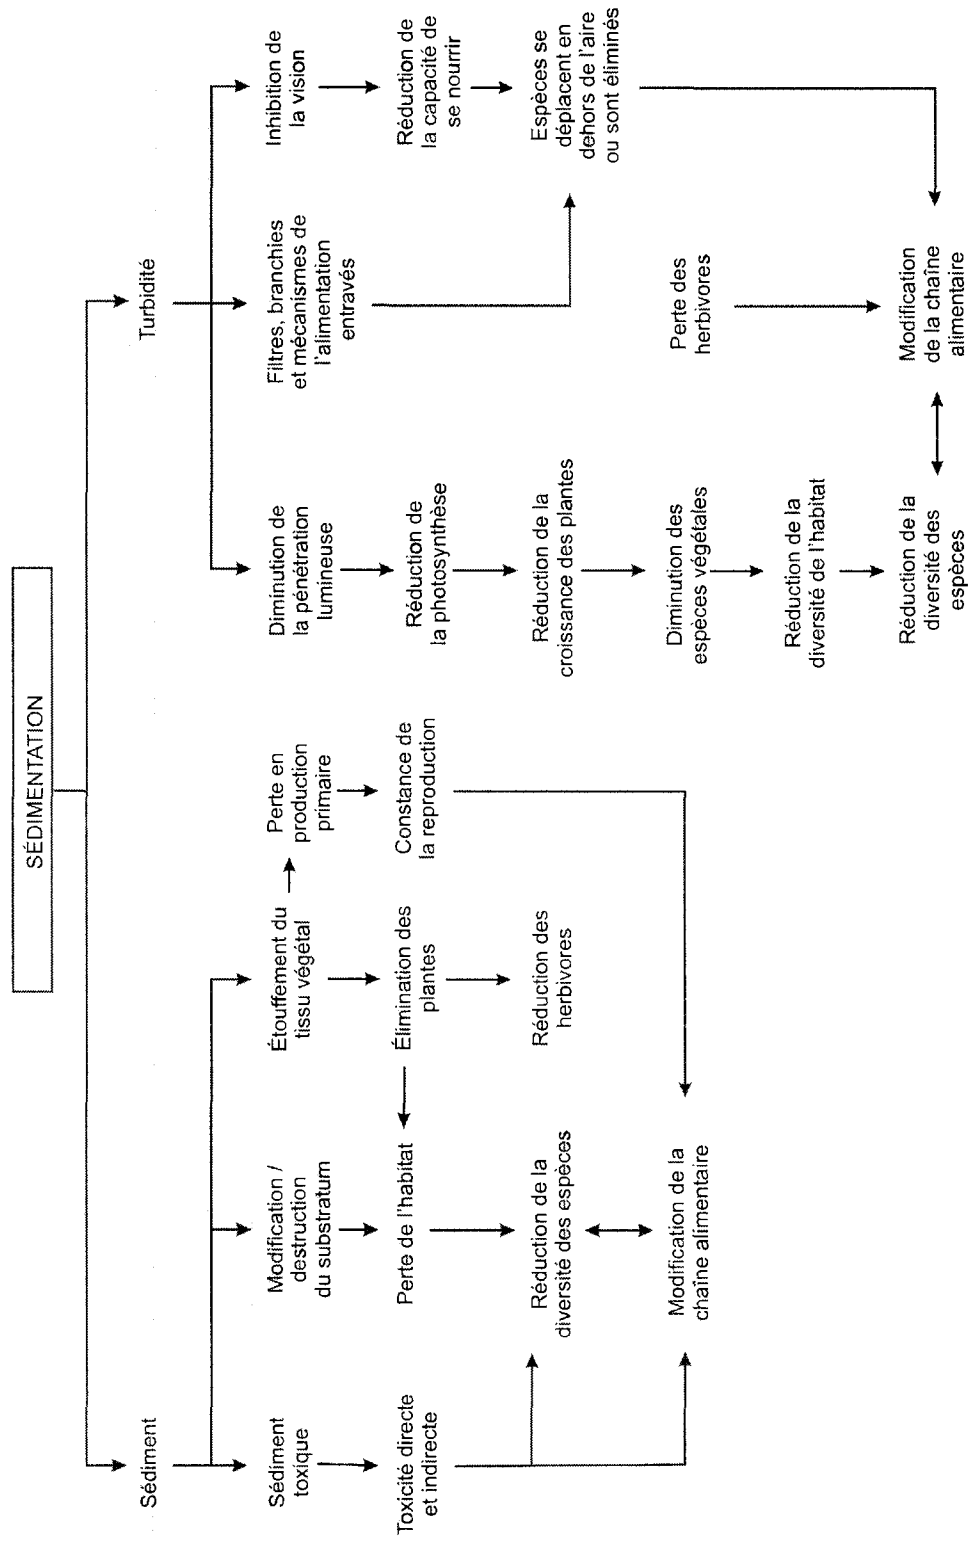 SÉDIMENTATION
Sédiment
Turbidité
Sédiment
toxique
Modification /
destruction
du substratum
Étouffement du
tissu végétal
Perte en
production
primaire
Diminution de
la pénétration
lumineuse
Filtres, branchies
et mécanismes de
l'alimentation
entravés
Inhibition de
la vision
Toxicité directe
et indirecte
Perte de l'habitat
Élimination des
plantes
Constance de
la reproduction
Réduction de
la photosynthèse
Réduction de
la capacité de
se nourrir
Réduction de la
diversité des espèces
Réduction des
herbivores
Réduction de la
croissance des plantes
Espèces se
déplacent en
dehors de l'aire
ou sont éliminés
Modification de la
chaîne alimentaire
Diminution des
espèces végétales
Perte des
herbivores
Réduction de la
diversité de l'habitat
Réduction de la
diversité des
espèces
Modification
de la chaîne
alimentaire